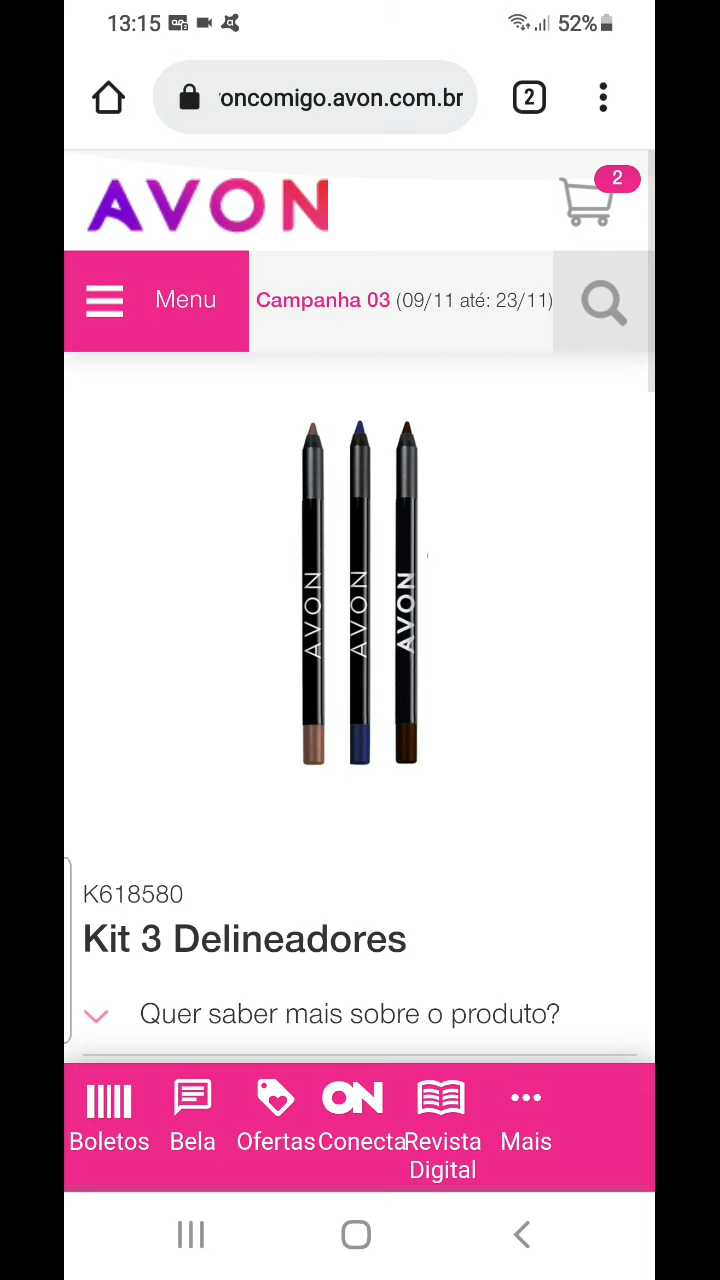 13:15
52%
voncomigo.avon.com.br
2
AVON
2
Menu
Campanha 03 (09/11 até: 23/11)
AVON
AVON
AVON
K618580
Kit 3 Delineadores
Quer saber mais sobre o produto?
Boletos
Bela
Ofertas
ON
Conecta
Revista
Digital
Mais